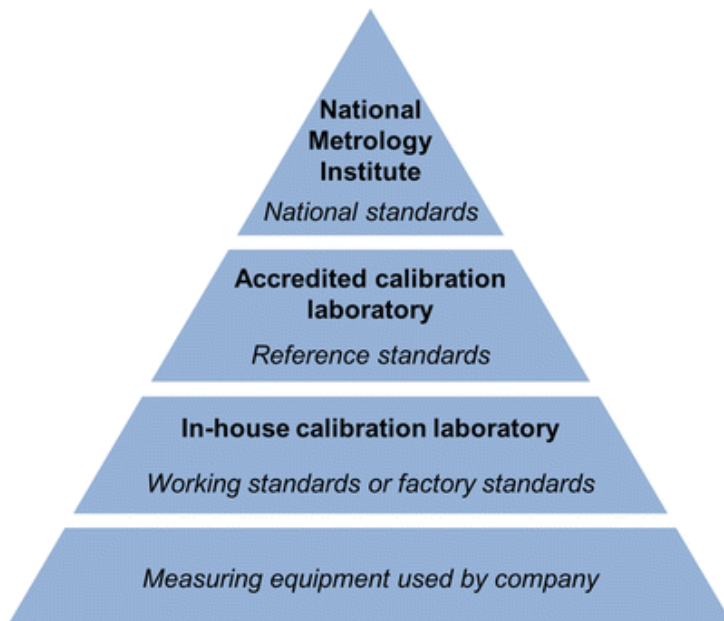 National
Metrology
Institute
National standards
Accredited calibration
laboratory
Reference standards
In-house calibration laboratory
Working standards or factory standards
Measuring equipment used by company